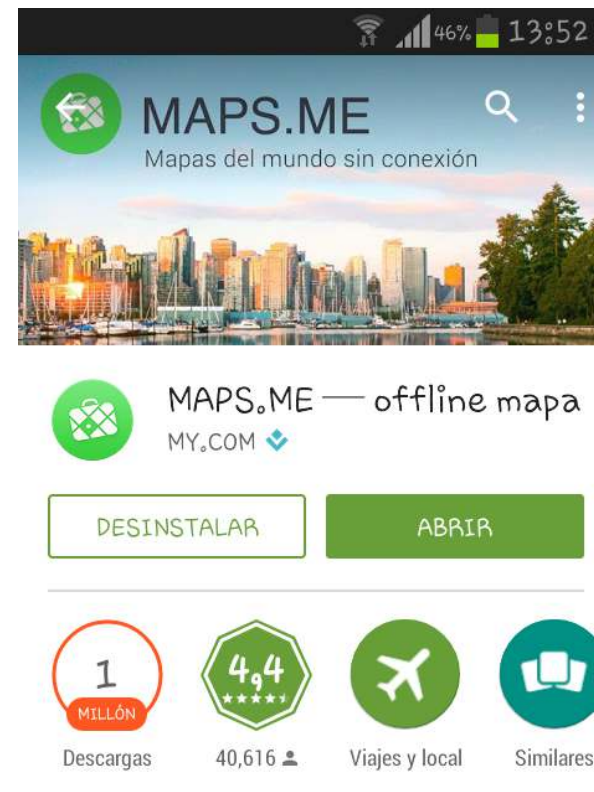 46% 13:52
MAPS.ME
Mapas del mundo sin conexión
MAPS.ME — offline mapa
MY.COM
DESINSTALAR ABRIR
1 4,4
MILLÓN
Descargas 40,616 Viajes y local Similares